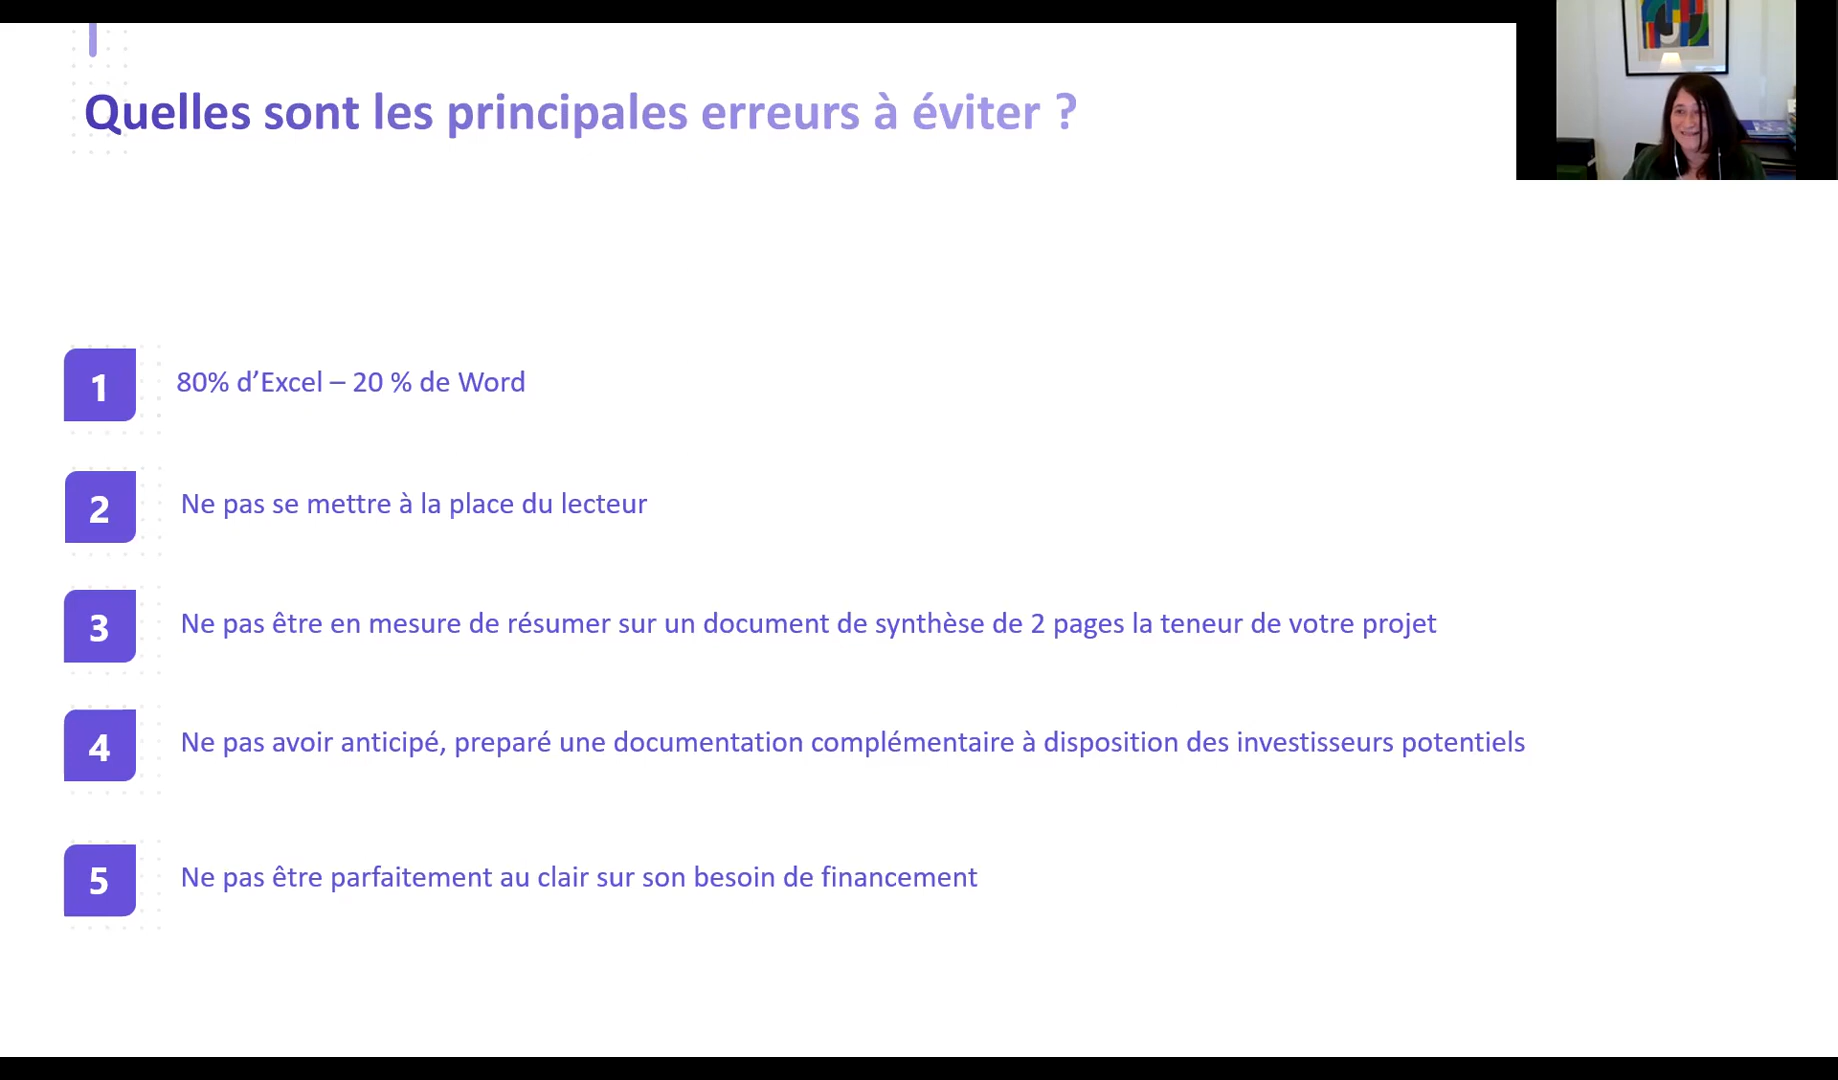 Quelles sont les principales erreurs à éviter ?
1 80% d’Excel – 20 % de Word
2 Ne pas se mettre à la place du lecteur
3 Ne pas être en mesure de résumer sur un document de synthèse de 2 pages la teneur de votre projet
4 Ne pas avoir anticipé, preparé une documentation complémentaire à disposition des investisseurs potentiels
5 Ne pas être parfaitement au clair sur son besoin de financement